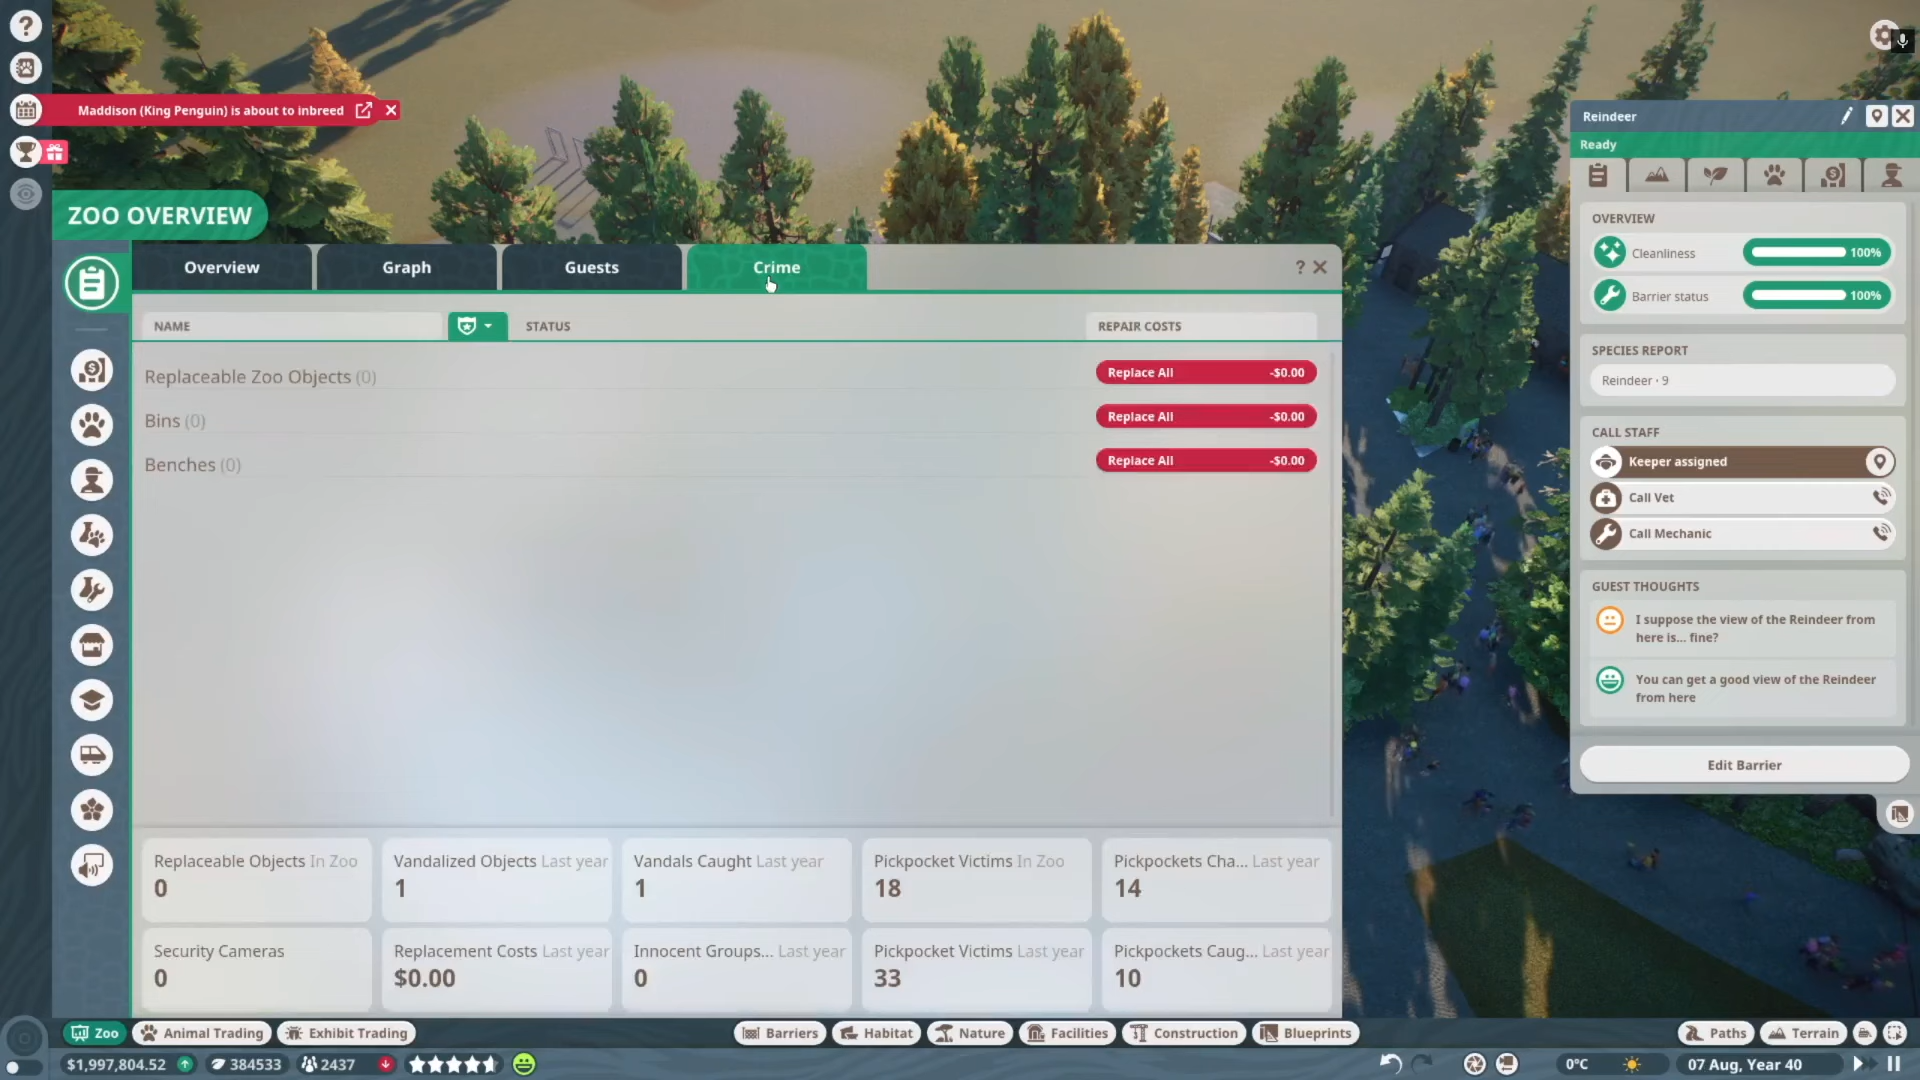 Maddison (King Penguin) is about to inbreed
ZOO OVERVIEW
Overview
Graph
Guests
Crime
?
NAME
STATUS
REPAIR COSTS
Replaceable Zoo Objects (0)
Replace All -$0.00
Bins (0)
Replace All -$0.00
Benches (0)
Replace All -$0.00
Replaceable Objects In Zoo
0
Vandalized Objects Last year
1
Vandals Caught Last year
1
Pickpocket Victims In Zoo
18
Pickpockets Cha... Last year
14
Security Cameras
0
Replacement Costs Last year
$0.00
Innocent Groups... Last year
0
Pickpocket Victims Last year
33
Pickpockets Caug... Last year
10
Reindeer
Ready
OVERVIEW
Cleanliness 100%
Barrier status 100%
SPECIES REPORT
Reindeer · 9
CALL STAFF
Keeper assigned
Call Vet
Call Mechanic
GUEST THOUGHTS
I suppose the view of the Reindeer from
here is... fine?
You can get a good view of the Reindeer
from here
Edit Barrier
Zoo
Animal Trading
Exhibit Trading
Barriers
Habitat
Nature
Facilities
Construction
Blueprints
Paths
Terrain
$1,997,804.52
384533
2437
0°C
07 Aug, Year 40